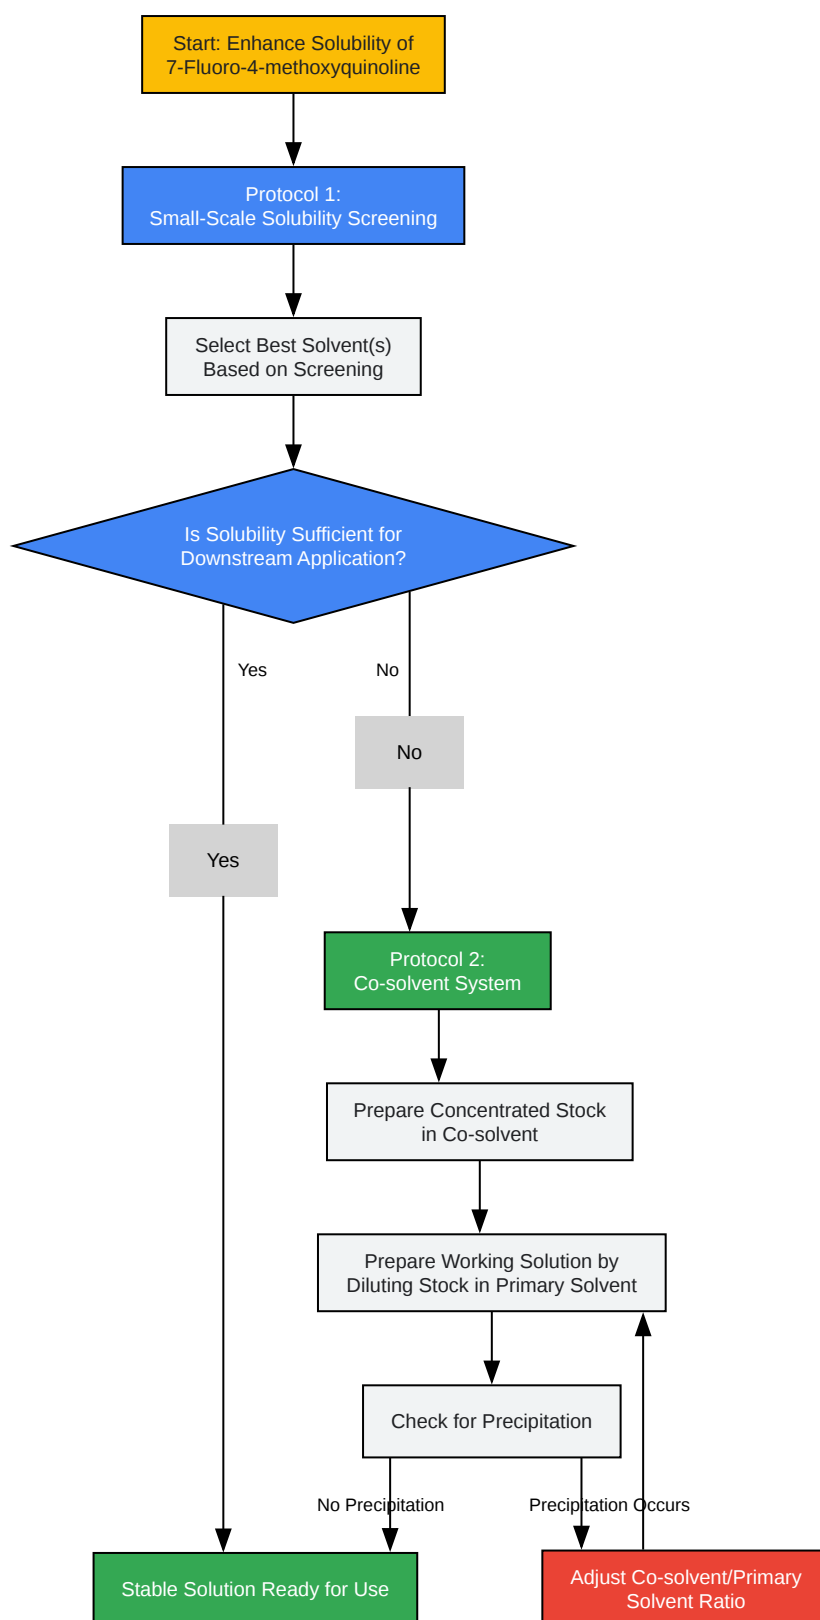 Start: Enhance Solubility of
7-Fluoro-4-methoxyquinoline
Protocol 1:
Small-Scale Solubility Screening
Select Best Solvent(s)
Based on Screening
Is Solubility Sufficient for
Downstream Application?
Yes
No
No
Yes
Protocol 2:
Co-solvent System
Prepare Concentrated Stock
in Co-solvent
Prepare Working Solution by
Diluting Stock in Primary Solvent
Check for Precipitation
No Precipitation
Precipitation Occurs
Stable Solution Ready for Use
Adjust Co-solvent/Primary
Solvent Ratio